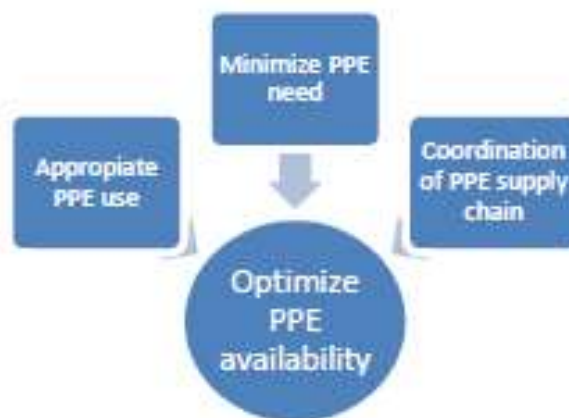 Minimize PPE
need
Appropiate
PPE use
Coordination
of PPE supply
chain
Optimize
PPE
availability